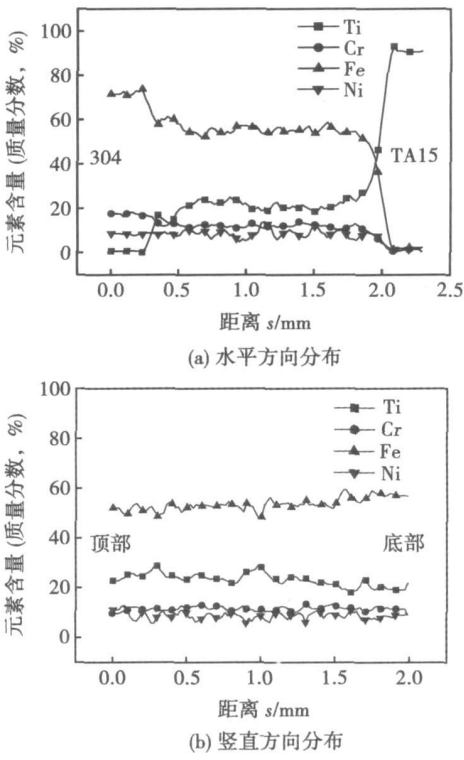 元素含量 (质量分数, %)
100
80
60
40
20
0
Ti
Cr
Fe
Ni
304
TA15
0.0 0.5 1.0 1.5 2.0 2.5
距离 s/mm
(a) 水平方向分布
元素含量 (质量分数, %)
100
80
60
40
20
0
Ti
Cr
Fe
Ni
顶部
底部
0.0 0.5 1.0 1.5 2.0
距离 s/mm
(b) 竖直方向分布